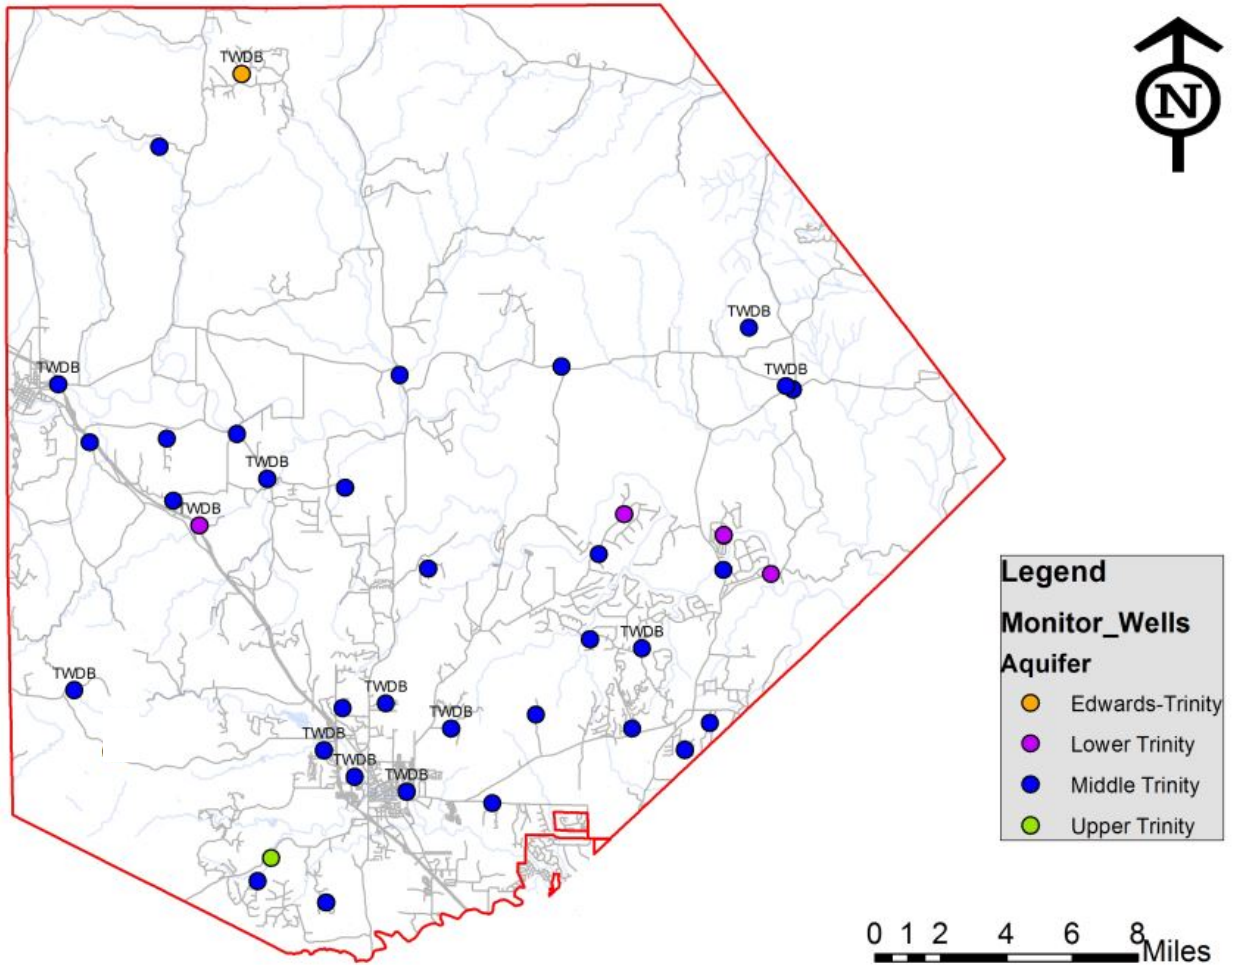 TWDB
N
TWDB
TWDB
TWDB
TWDB
TWDB
TWDB
TWDB
TWDB
TWDB
TWDB
TWDB
TWDB
Legend
Monitor_Wells
Aquifer
Edwards-Trinity
Lower Trinity
Middle Trinity
Upper Trinity
0 1 2 4 6 8 Miles